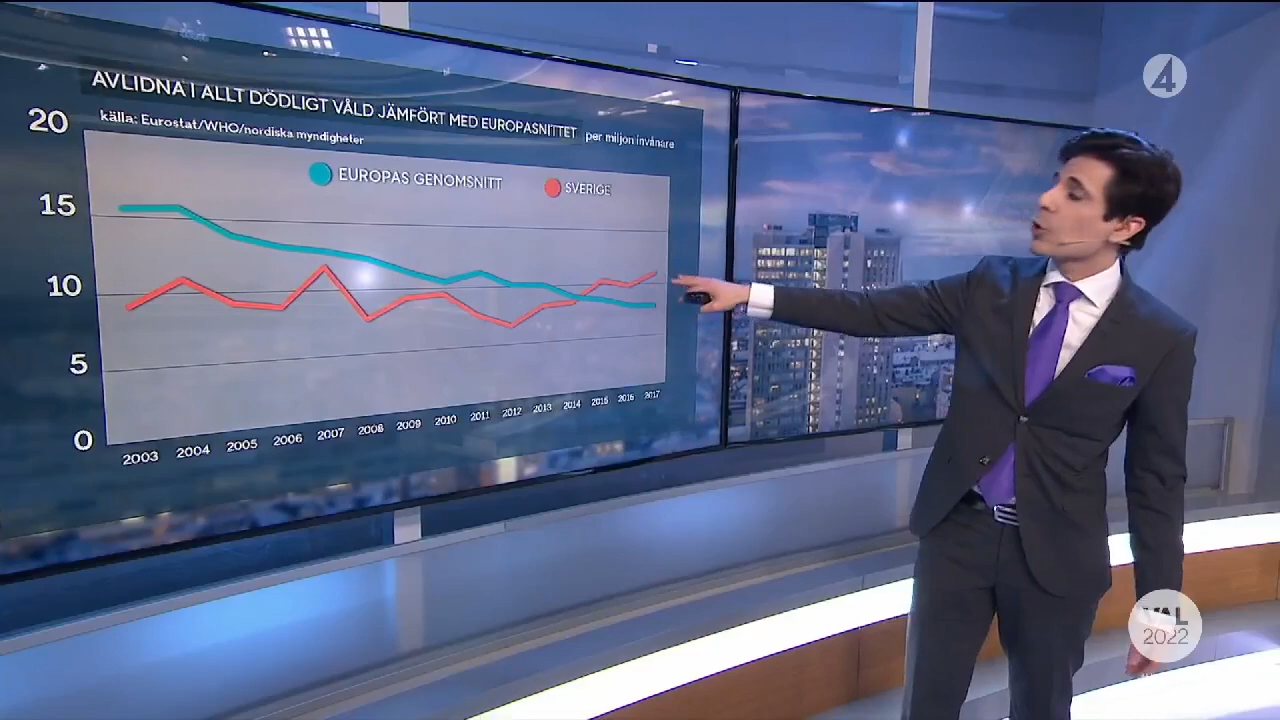 AVLIDNA I ALLT DÖDLIGT VÅLD JÄMFÖRT MED EUROPASNITTET per miljon invånare
källa: Eurostat/WHO/nordiska myndigheter
EUROPAS GENOMSNITT SVERIGE
20
15
10
5
0
2003 2004 2005 2006 2007 2008 2009 2010 2011 2012 2013 2014 2015 2016 2017
4
VAL
2022